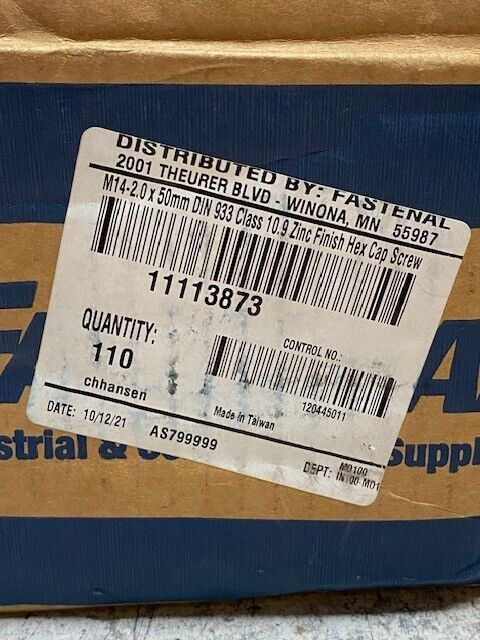 DISTRIBUTED BY: FASTENAL
2001 THEURER BLVD - WINONA, MN 55987
M14-2.0 x 50mm DIN 933 Class 10.9 Zinc Finish Hex Cap Screw
11113873
QUANTITY:
110
CONTROL NO.:
120445011
chhansen
Made in Taiwan
DATE: 10/12/21
AS799999
M0100
DEPT: IN100-M01
FA A
strial & Suppl